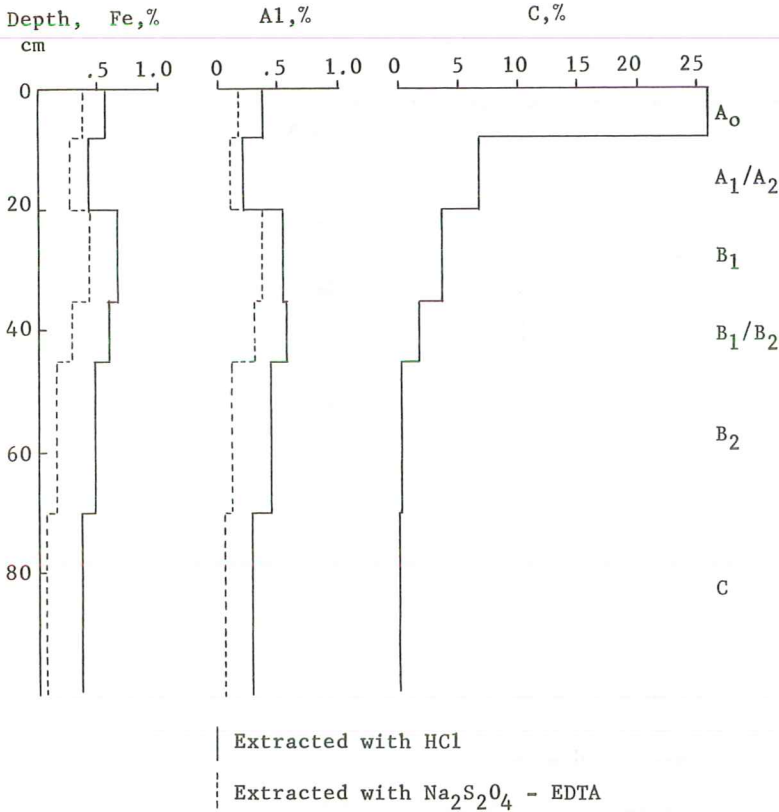 Depth, Fe,% Al,% C,%
cm
.5 1.0 0 .5 1.0 0 5 10 15 20 25
0
A₀
A₁/A₂
20
B₁
40
B₁/B₂
B₂
60
80
C
Extracted with HCl
Extracted with Na₂S₂O₄ - EDTA